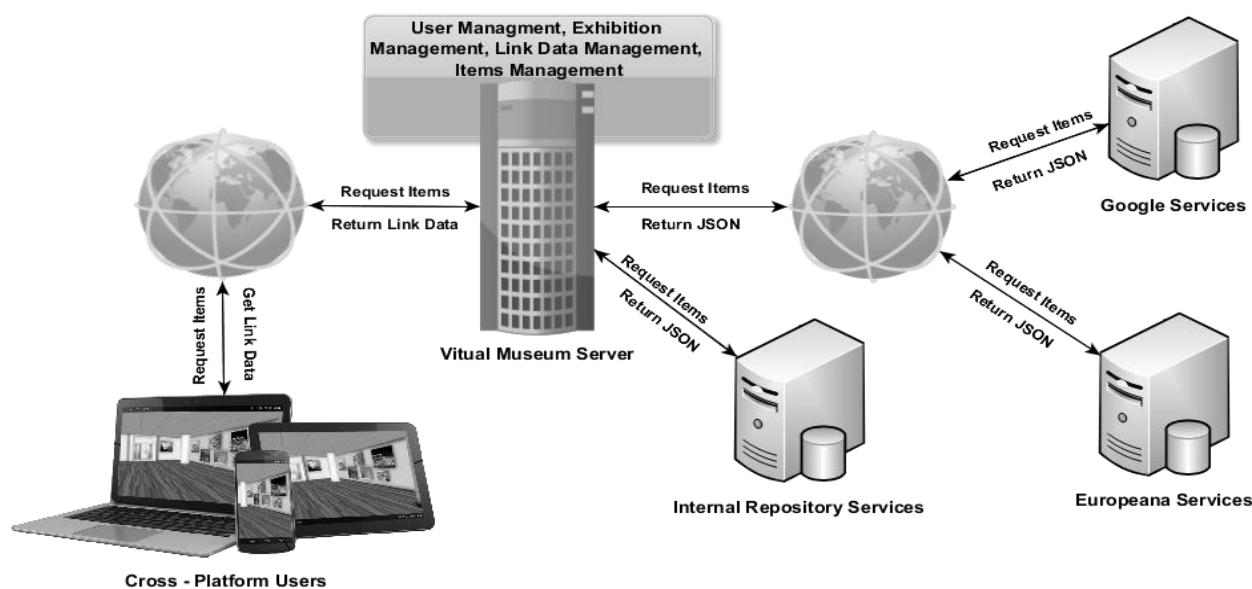 User Managment, Exhibition
Management, Link Data Management,
Items Management
Request Items
Return Link Data
Request Items
Return JSON
Request Items
Return JSON
Google Services
Request Items
Get Link Data
Vitual Museum Server
Request Items
Return JSON
Request Items
Return JSON
Internal Repository Services
Europeana Services
Cross - Platform Users